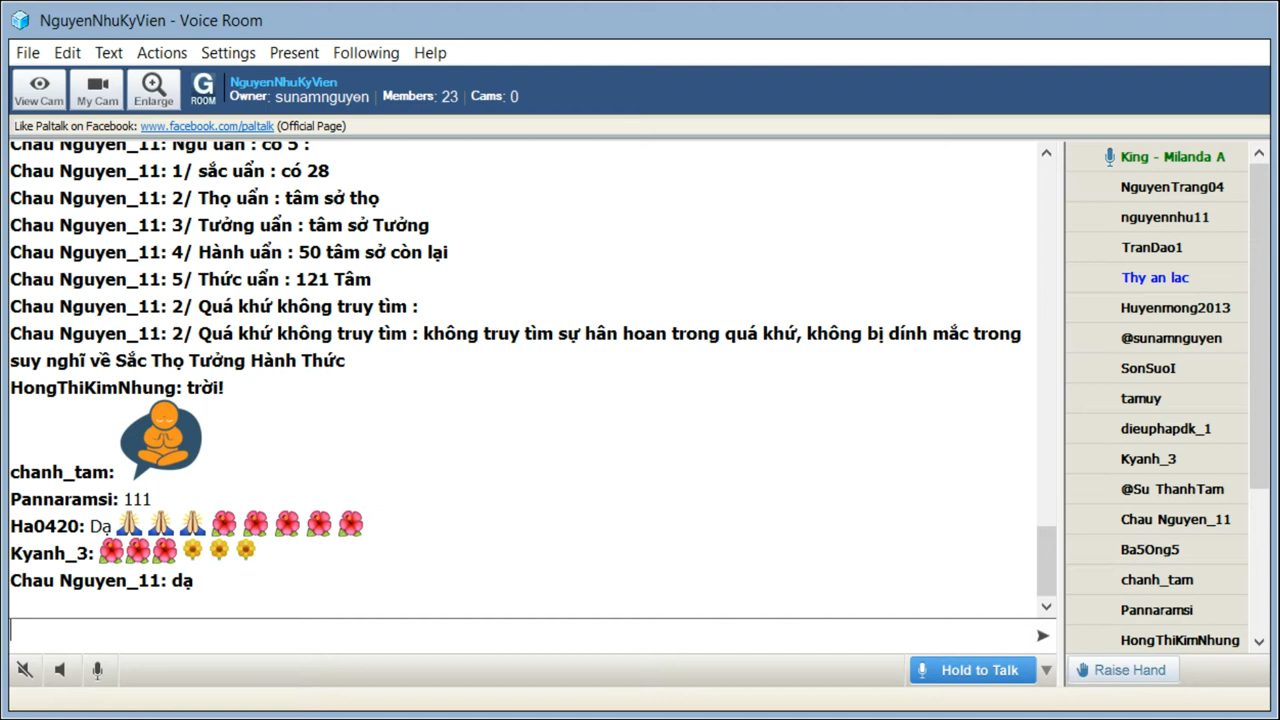 NguyenNhuKyVien - Voice Room
File Edit Text Actions Settings Present Following Help
View Cam
My Cam
Enlarge
G ROOM
NguyenNhuKyVien
Owner: sunamnguyen | Members: 23 | Cams: 0
Like Paltalk on Facebook: www.facebook.com/paltalk (Official Page)
Chau Nguyen_11: Ngũ uẩn : có 5 :
Chau Nguyen_11: 1/ sắc uẩn : có 28
Chau Nguyen_11: 2/ Thọ uẩn : tâm sở thọ
Chau Nguyen_11: 3/ Tưởng uẩn : tâm sở Tưởng
Chau Nguyen_11: 4/ Hành uẩn : 50 tâm sở còn lại
Chau Nguyen_11: 5/ Thức uẩn : 121 Tâm
Chau Nguyen_11: 2/ Quá khứ không truy tìm :
Chau Nguyen_11: 2/ Quá khứ không truy tìm : không truy tìm sự hân hoan trong quá khứ, không bị dính mắc trong
suy nghĩ về Sắc Thọ Tưởng Hành Thức
HongThiKimNhung: trời!
chanh_tam:
Pannaramsi: 111
Ha0420: Dạ
Kyanh_3:
Chau Nguyen_11: dạ
King - Milanda A
NguyenTrang04
nguyennhu11
TranDao1
Thy an lac
Huyenmong2013
@sunamnguyen
SonSuoI
tamuy
dieuphapdk_1
Kyanh_3
@Su ThanhTam
Chau Nguyen_11
Ba5Ong5
chanh_tam
Pannaramsi
HongThiKimNhung
Hold to Talk
Raise Hand